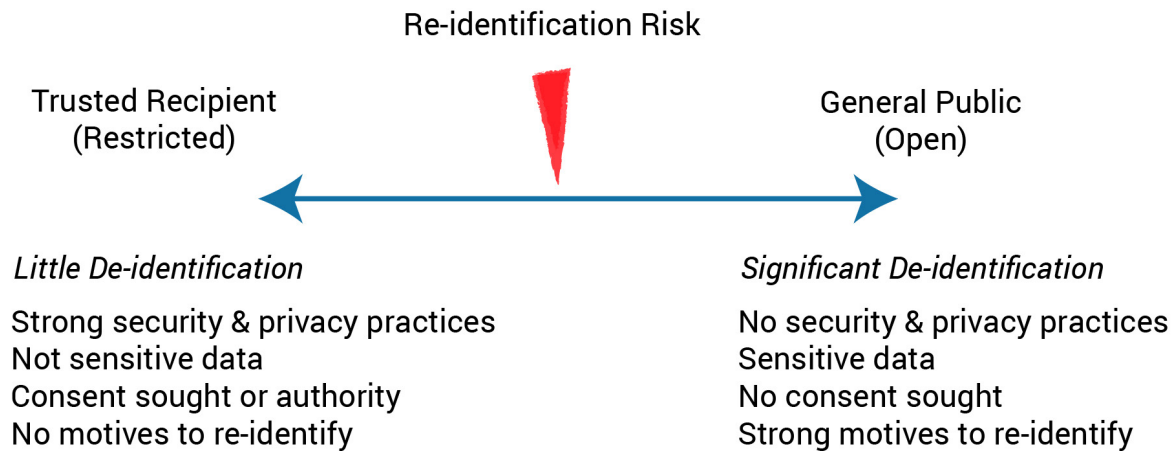 Re-identification Risk
Trusted Recipient
(Restricted)
General Public
(Open)
Little De-identification
Strong security & privacy practices
Not sensitive data
Consent sought or authority
No motives to re-identify
Significant De-identification
No security & privacy practices
Sensitive data
No consent sought
Strong motives to re-identify